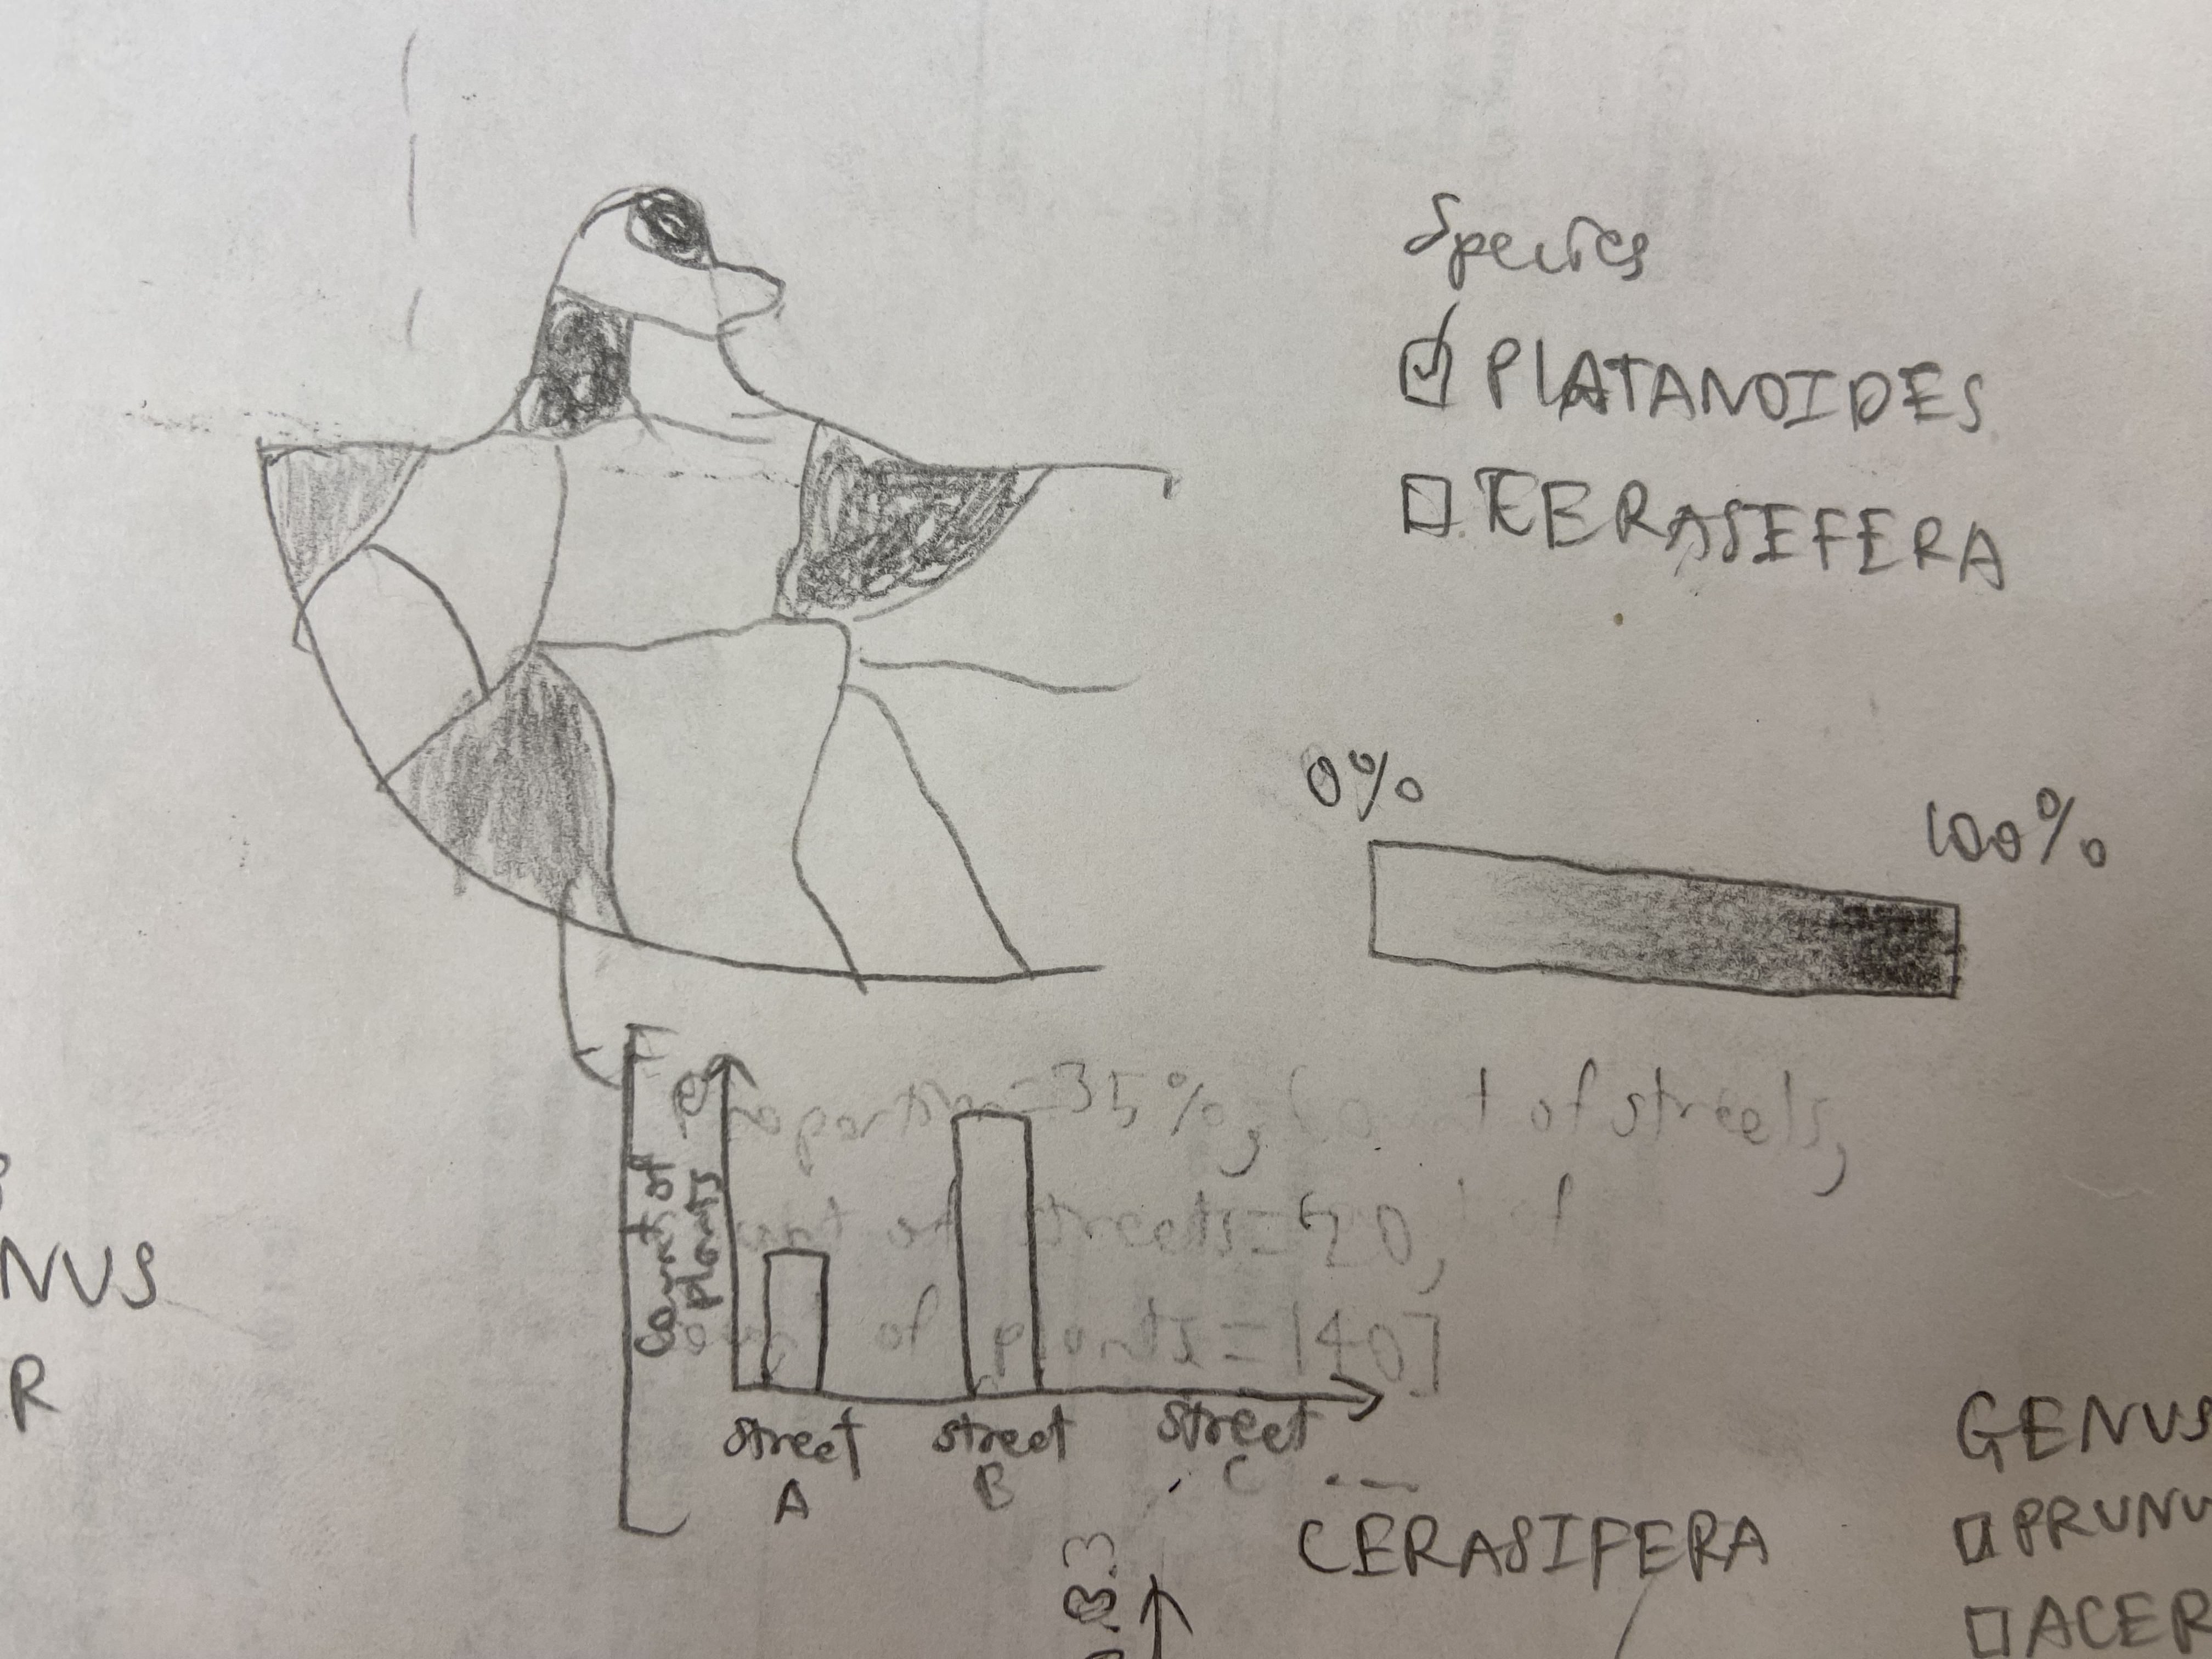 Species
PLATANOIDES
CERASEFERA
0%
100%
proportion=35%, count of streets,
count of streets=20,
count of plants=140]
Count of
plants
street
A
street
B
street
C
CERASIFERA
NUS
R
GENUS
PRUNU
ACER